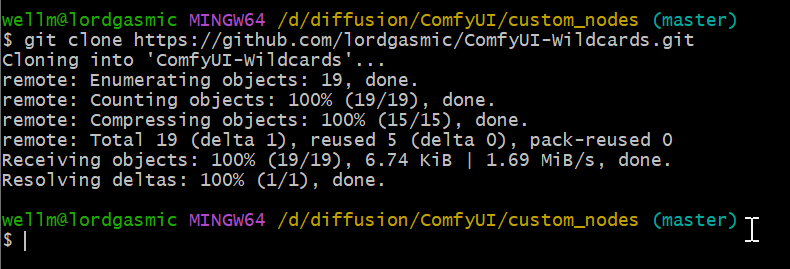 wellm@lordgasmic MINGW64 /d/diffusion/ComfyUI/custom_nodes (master)
$ git clone https://github.com/lordgasmic/ComfyUI-Wildcards.git
Cloning into 'ComfyUI-Wildcards'...
remote: Enumerating objects: 19, done.
remote: Counting objects: 100% (19/19), done.
remote: Compressing objects: 100% (15/15), done.
remote: Total 19 (delta 1), reused 5 (delta 0), pack-reused 0
Receiving objects: 100% (19/19), 6.74 KiB | 1.69 MiB/s, done.
Resolving deltas: 100% (1/1), done.
wellm@lordgasmic MINGW64 /d/diffusion/ComfyUI/custom_nodes (master)
$